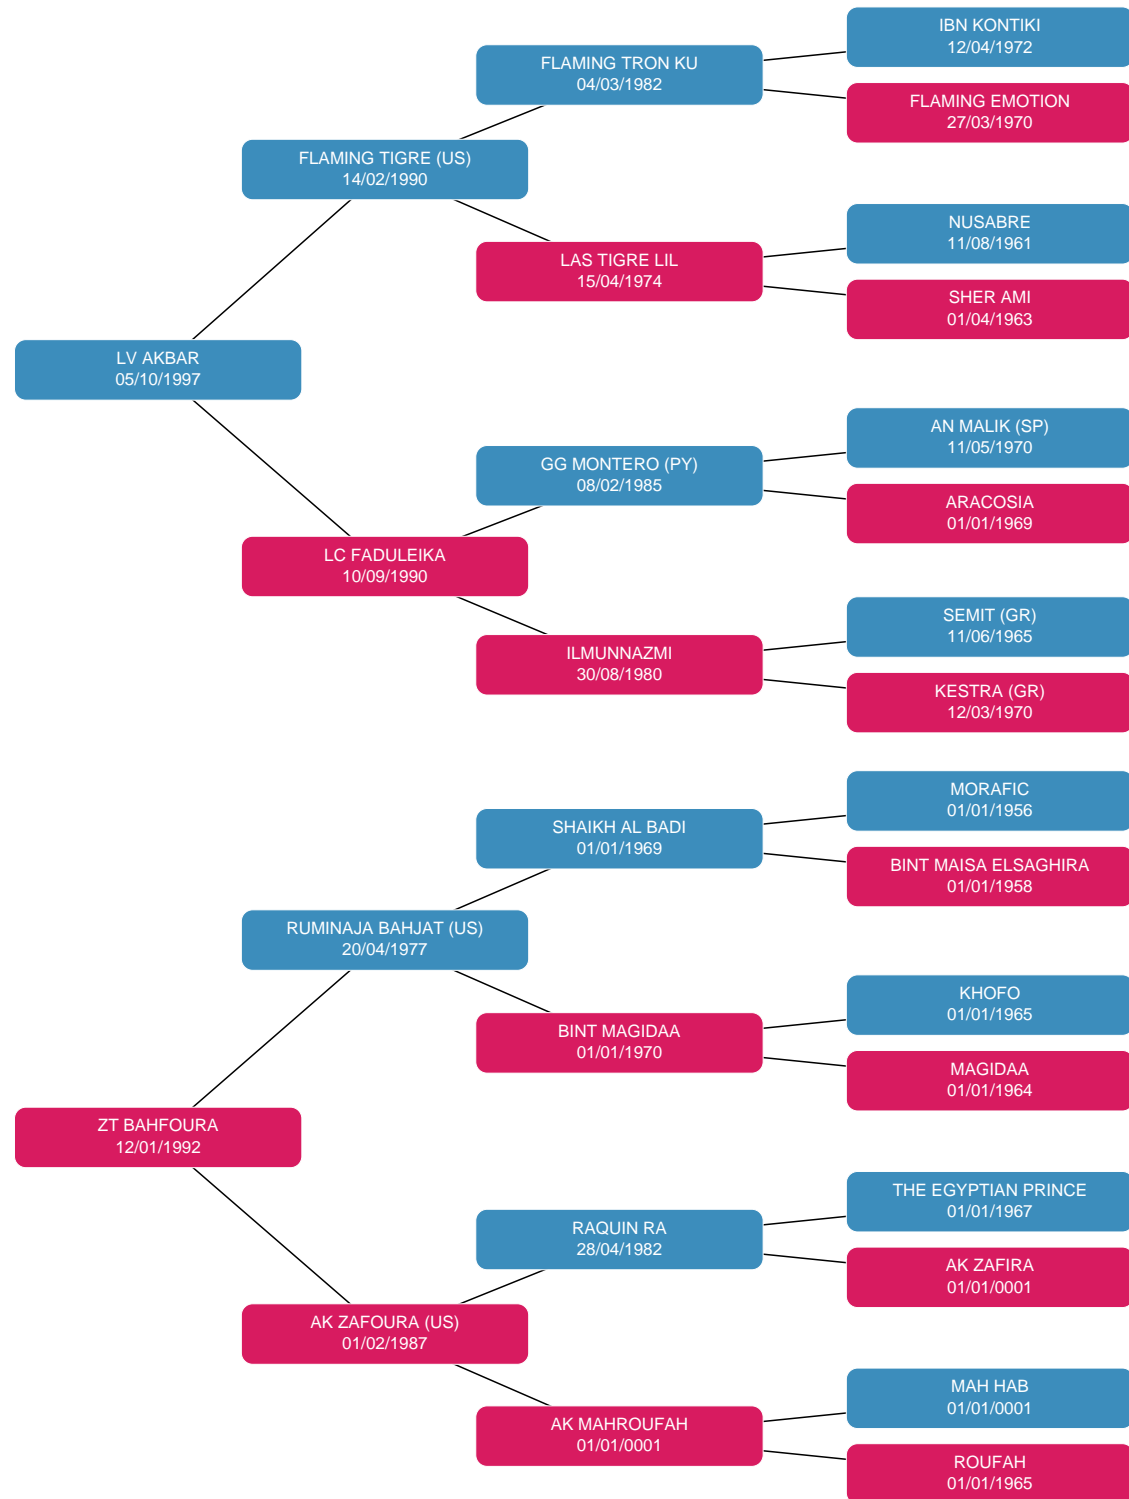 IBN KONTIKI
12/04/1972
FLAMING TRON KU
04/03/1982
FLAMING EMOTION
27/03/1970
FLAMING TIGRE (US)
14/02/1990
NUSABRE
11/08/1961
LAS TIGRE LIL
15/04/1974
SHER AMI
01/04/1963
LV AKBAR
05/10/1997
AN MALIK (SP)
11/05/1970
GG MONTERO (PY)
08/02/1985
ARACOSIA
01/01/1969
LC FADULEIKA
10/09/1990
SEMIT (GR)
11/06/1965
ILMUNNAZMI
30/08/1980
KESTRA (GR)
12/03/1970
MORAFIC
01/01/1956
SHAIKH AL BADI
01/01/1969
BINT MAISA ELSAGHIRA
01/01/1958
RUMINAJA BAHJAT (US)
20/04/1977
KHOFO
01/01/1965
BINT MAGIDAA
01/01/1970
MAGIDAA
01/01/1964
ZT BAHFOURA
12/01/1992
THE EGYPTIAN PRINCE
01/01/1967
RAQUIN RA
28/04/1982
AK ZAFIRA
01/01/0001
AK ZAFOURA (US)
01/02/1987
MAH HAB
01/01/0001
AK MAHROUFAH
01/01/0001
ROUFAH
01/01/1965